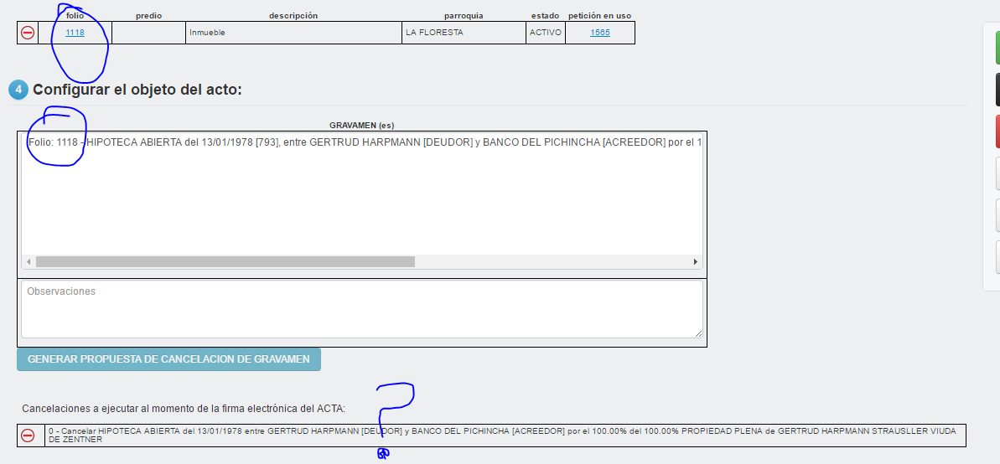 folio predio descripción parroquia estado petición en uso
1118 Inmueble LA FLORESTA ACTIVO 1565
4 Configurar el objeto del acto:
GRAVAMEN (es)
Folio: 1118 - HIPOTECA ABIERTA del 13/01/1978 [793], entre GERTRUD HARPMANN [DEUDOR] y BANCO DEL PICHINCHA [ACREEDOR] por el 1
Observaciones
GENERAR PROPUESTA DE CANCELACION DE GRAVAMEN
?
Cancelaciones a ejecutar al momento de la firma electrónica del ACTA:
0 - Cancelar HIPOTECA ABIERTA del 13/01/1978 entre GERTRUD HARPMANN [DEUDOR] y BANCO DEL PICHINCHA [ACREEDOR] por el 100.00% del 100.00% PROPIEDAD PLENA de GERTRUD HARPMANN STRAUSLLER VIUDA
DE ZENTNER